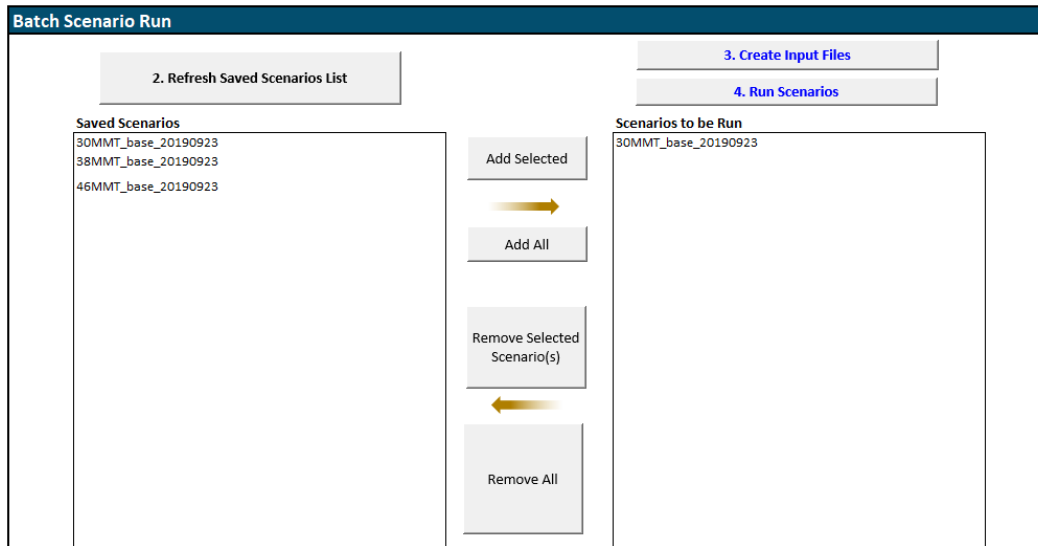 Batch Scenario Run
2. Refresh Saved Scenarios List
3. Create Input Files
4. Run Scenarios
Saved Scenarios
30MMT_base_20190923
38MMT_base_20190923
46MMT_base_20190923
Add Selected
Add All
Remove Selected
Scenario(s)
Remove All
Scenarios to be Run
30MMT_base_20190923